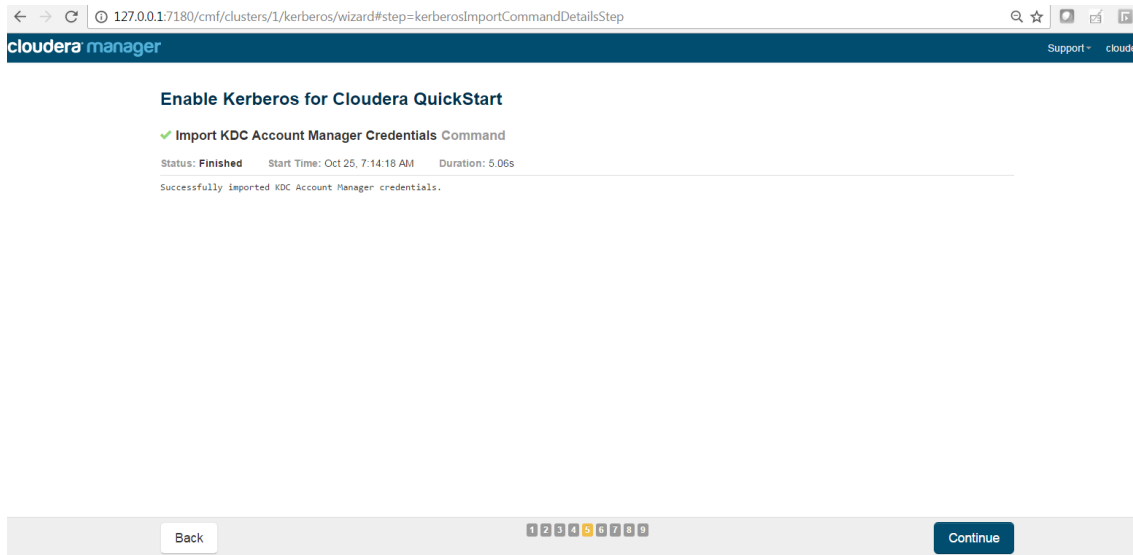 127.0.0.1:7180/cmf/clusters/1/kerberos/wizard#step=kerberosImportCommandDetailsStep
cloudera manager Support
Enable Kerberos for Cloudera QuickStart
Import KDC Account Manager Credentials Command
Status: Finished Start Time: Oct 25, 7:14:18 AM Duration: 5.06s
Successfully imported KDC Account Manager credentials.
Back 1 2 3 4 5 6 7 8 9 Continue